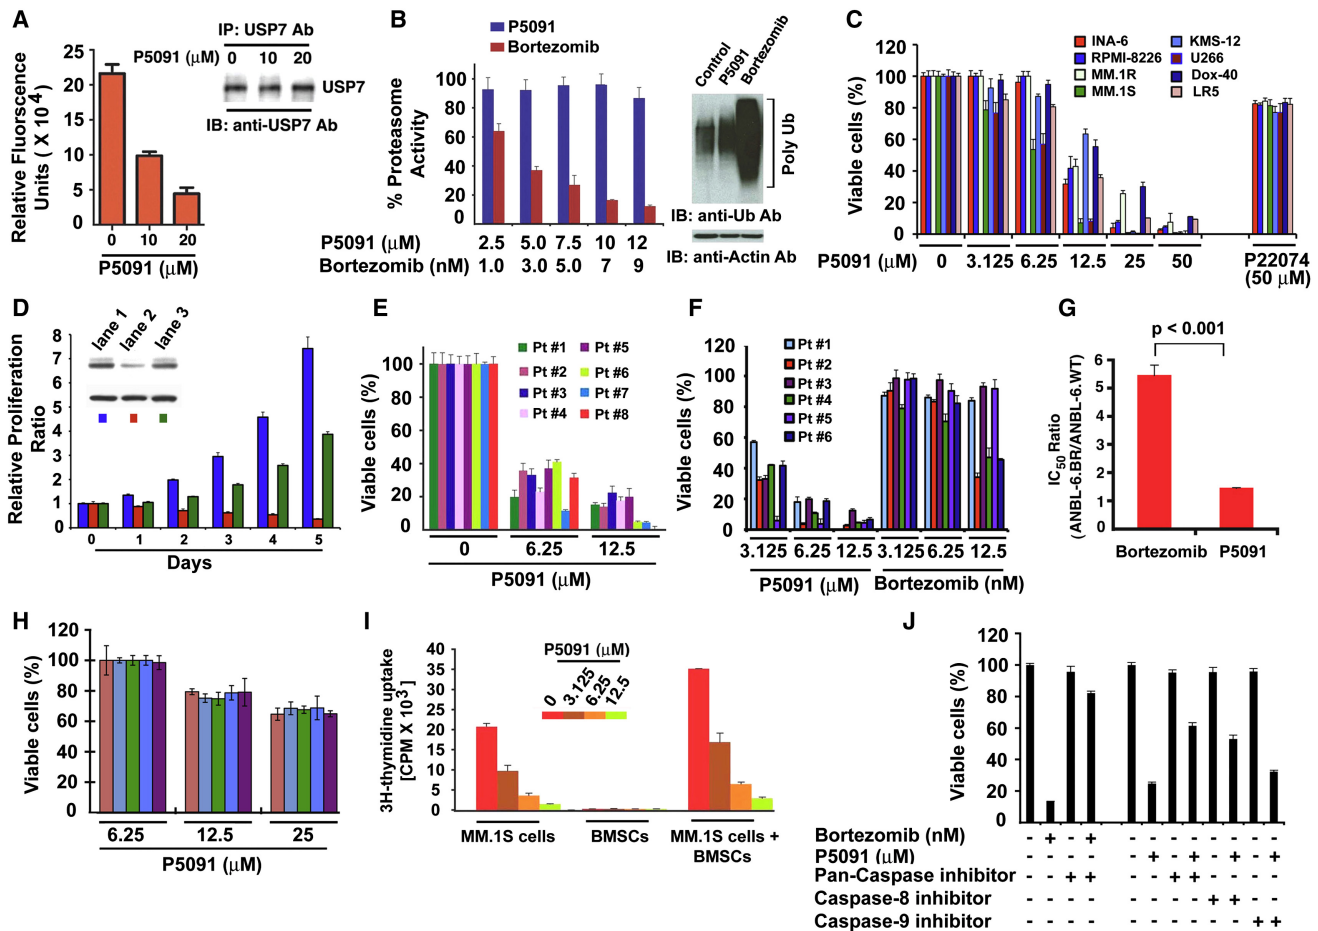 A
IP: USP7 Ab
P5091 (μM) 0 10 20
USP7
IB: anti-USP7 Ab
Relative Fluorescence
Units ( X 10 4)
25
20
15
10
5
0
0 10 20
P5091 (μM)
B
P5091
Bortezomib
% Proteasome
Activity
100
80
60
40
20
0
P5091 (μM) 2.5 5.0 7.5 10 12
Bortezomib (nM) 1.0 3.0 5.0 7 9
Control
P5091
Bortezomib
Poly Ub
IB: anti-Ub Ab
IB: anti-Actin Ab
C
INA-6
RPMI-8226
MM.1R
MM.1S
KMS-12
U266
Dox-40
LR5
Viable cells (%)
120
100
80
60
40
20
0
P5091 (μM) 0 3.125 6.25 12.5 25 50
P22074
(50 μM)
D
lane 1
lane 2
lane 3
Relative Proliferation
Ratio
8
7
6
5
4
3
2
1
0
0 1 2 3 4 5
Days
E
Pt #1
Pt #2
Pt #3
Pt #4
Pt #5
Pt #6
Pt #7
Pt #8
Viable cells (%)
100
80
60
40
20
0
0 6.25 12.5
P5091 (μM)
F
Pt #1
Pt #2
Pt #3
Pt #4
Pt #5
Pt #6
Viable cells (%)
120
100
80
60
40
20
0
3.125 6.25 12.5 3.125 6.25 12.5
P5091 (μM) Bortezomib (nM)
G
p < 0.001
IC50 Ratio
(ANBL-6.BR/ANBL-6.WT)
6
5
4
3
2
1
0
Bortezomib P5091
H
Viable cells (%)
120
100
80
60
40
20
0
6.25 12.5 25
P5091 (μM)
I
P5091 (μM)
0
3.125
6.25
12.5
3H-thymidine uptake
[CPM X 10 3 ]
40
35
30
25
20
15
10
5
0
MM.1S cells
BMSCs
MM.1S cells +
BMSCs
J
Viable cells (%)
120
100
80
60
40
20
0
Bortezomib (nM) - + - + - - - - - - - -
P5091 (μM) - - - - - + - + - + - +
Pan-Caspase inhibitor - - + + - - + + - - - -
Caspase-8 inhibitor - - - - - - - - + + - -
Caspase-9 inhibitor - - - - - - - - - - + +